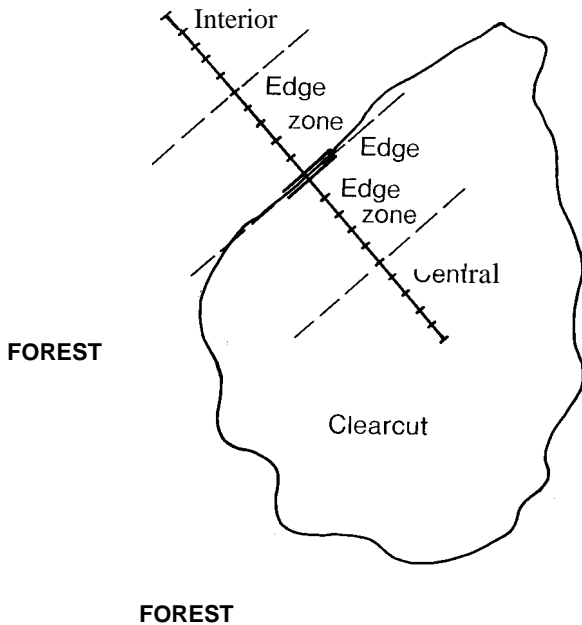 Interior
Edge
zone
Edge
Edge
zone
Central
FOREST
Clearcut
FOREST